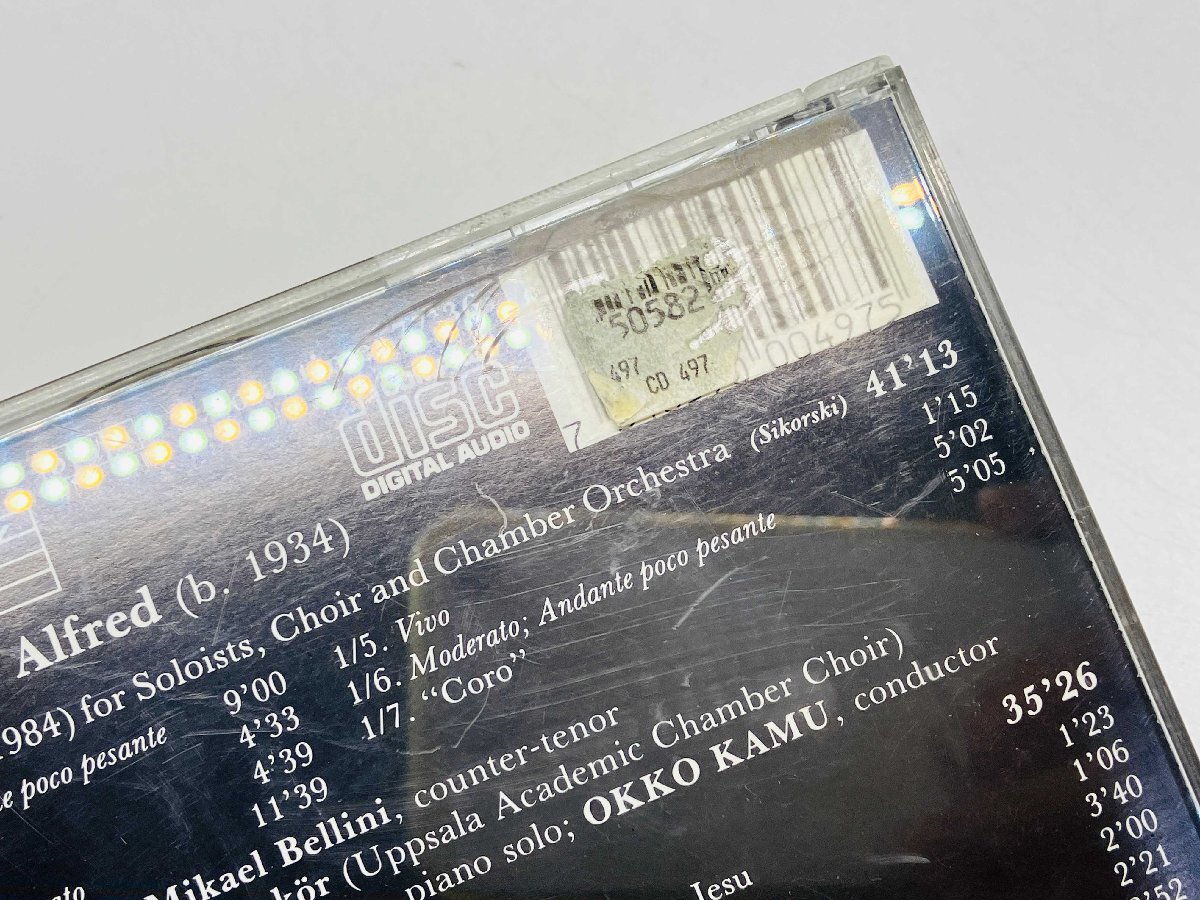 disc
DIGITAL AUDIO
50582
497 CD 497
7 004975
Alfred (b. 1934)
1984) for Soloists, Choir and Chamber Orchestra (Sikorski) 41'13
poco pesante 9'00 1/5. Vivo 1'15
4'33 1/6. Moderato; Andante poco pesante 5'02
4'39 1/7. "Coro" 5'05
11'39
Mikael Bellini, counter-tenor
kör (Uppsala Academic Chamber Choir)
piano solo; OKKO KAMU, conductor
35'26
1'23
1'06
3'40
2'00
Jesu 2'21